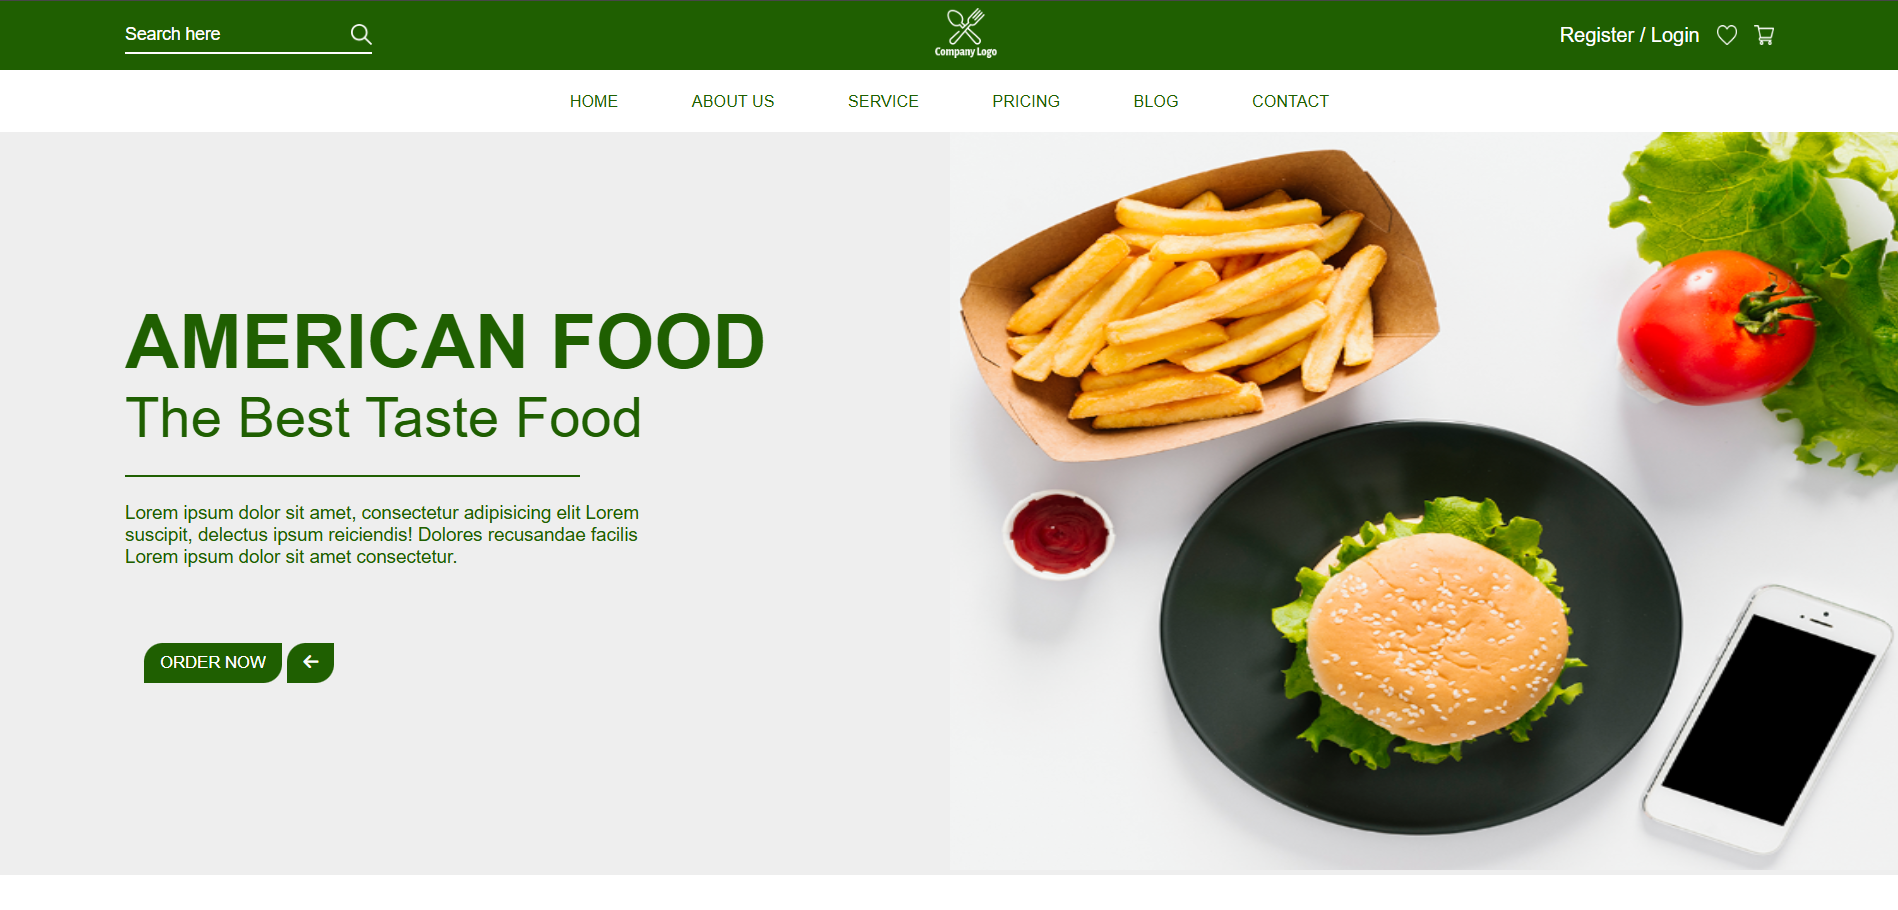 Search here
Company Logo
Register / Login
HOME
ABOUT US
SERVICE
PRICING
BLOG
CONTACT
AMERICAN FOOD
The Best Taste Food
Lorem ipsum dolor sit amet, consectetur adipisicing elit Lorem
suscipit, delectus ipsum reiciendis! Dolores recusandae facilis
Lorem ipsum dolor sit amet consectetur.
ORDER NOW